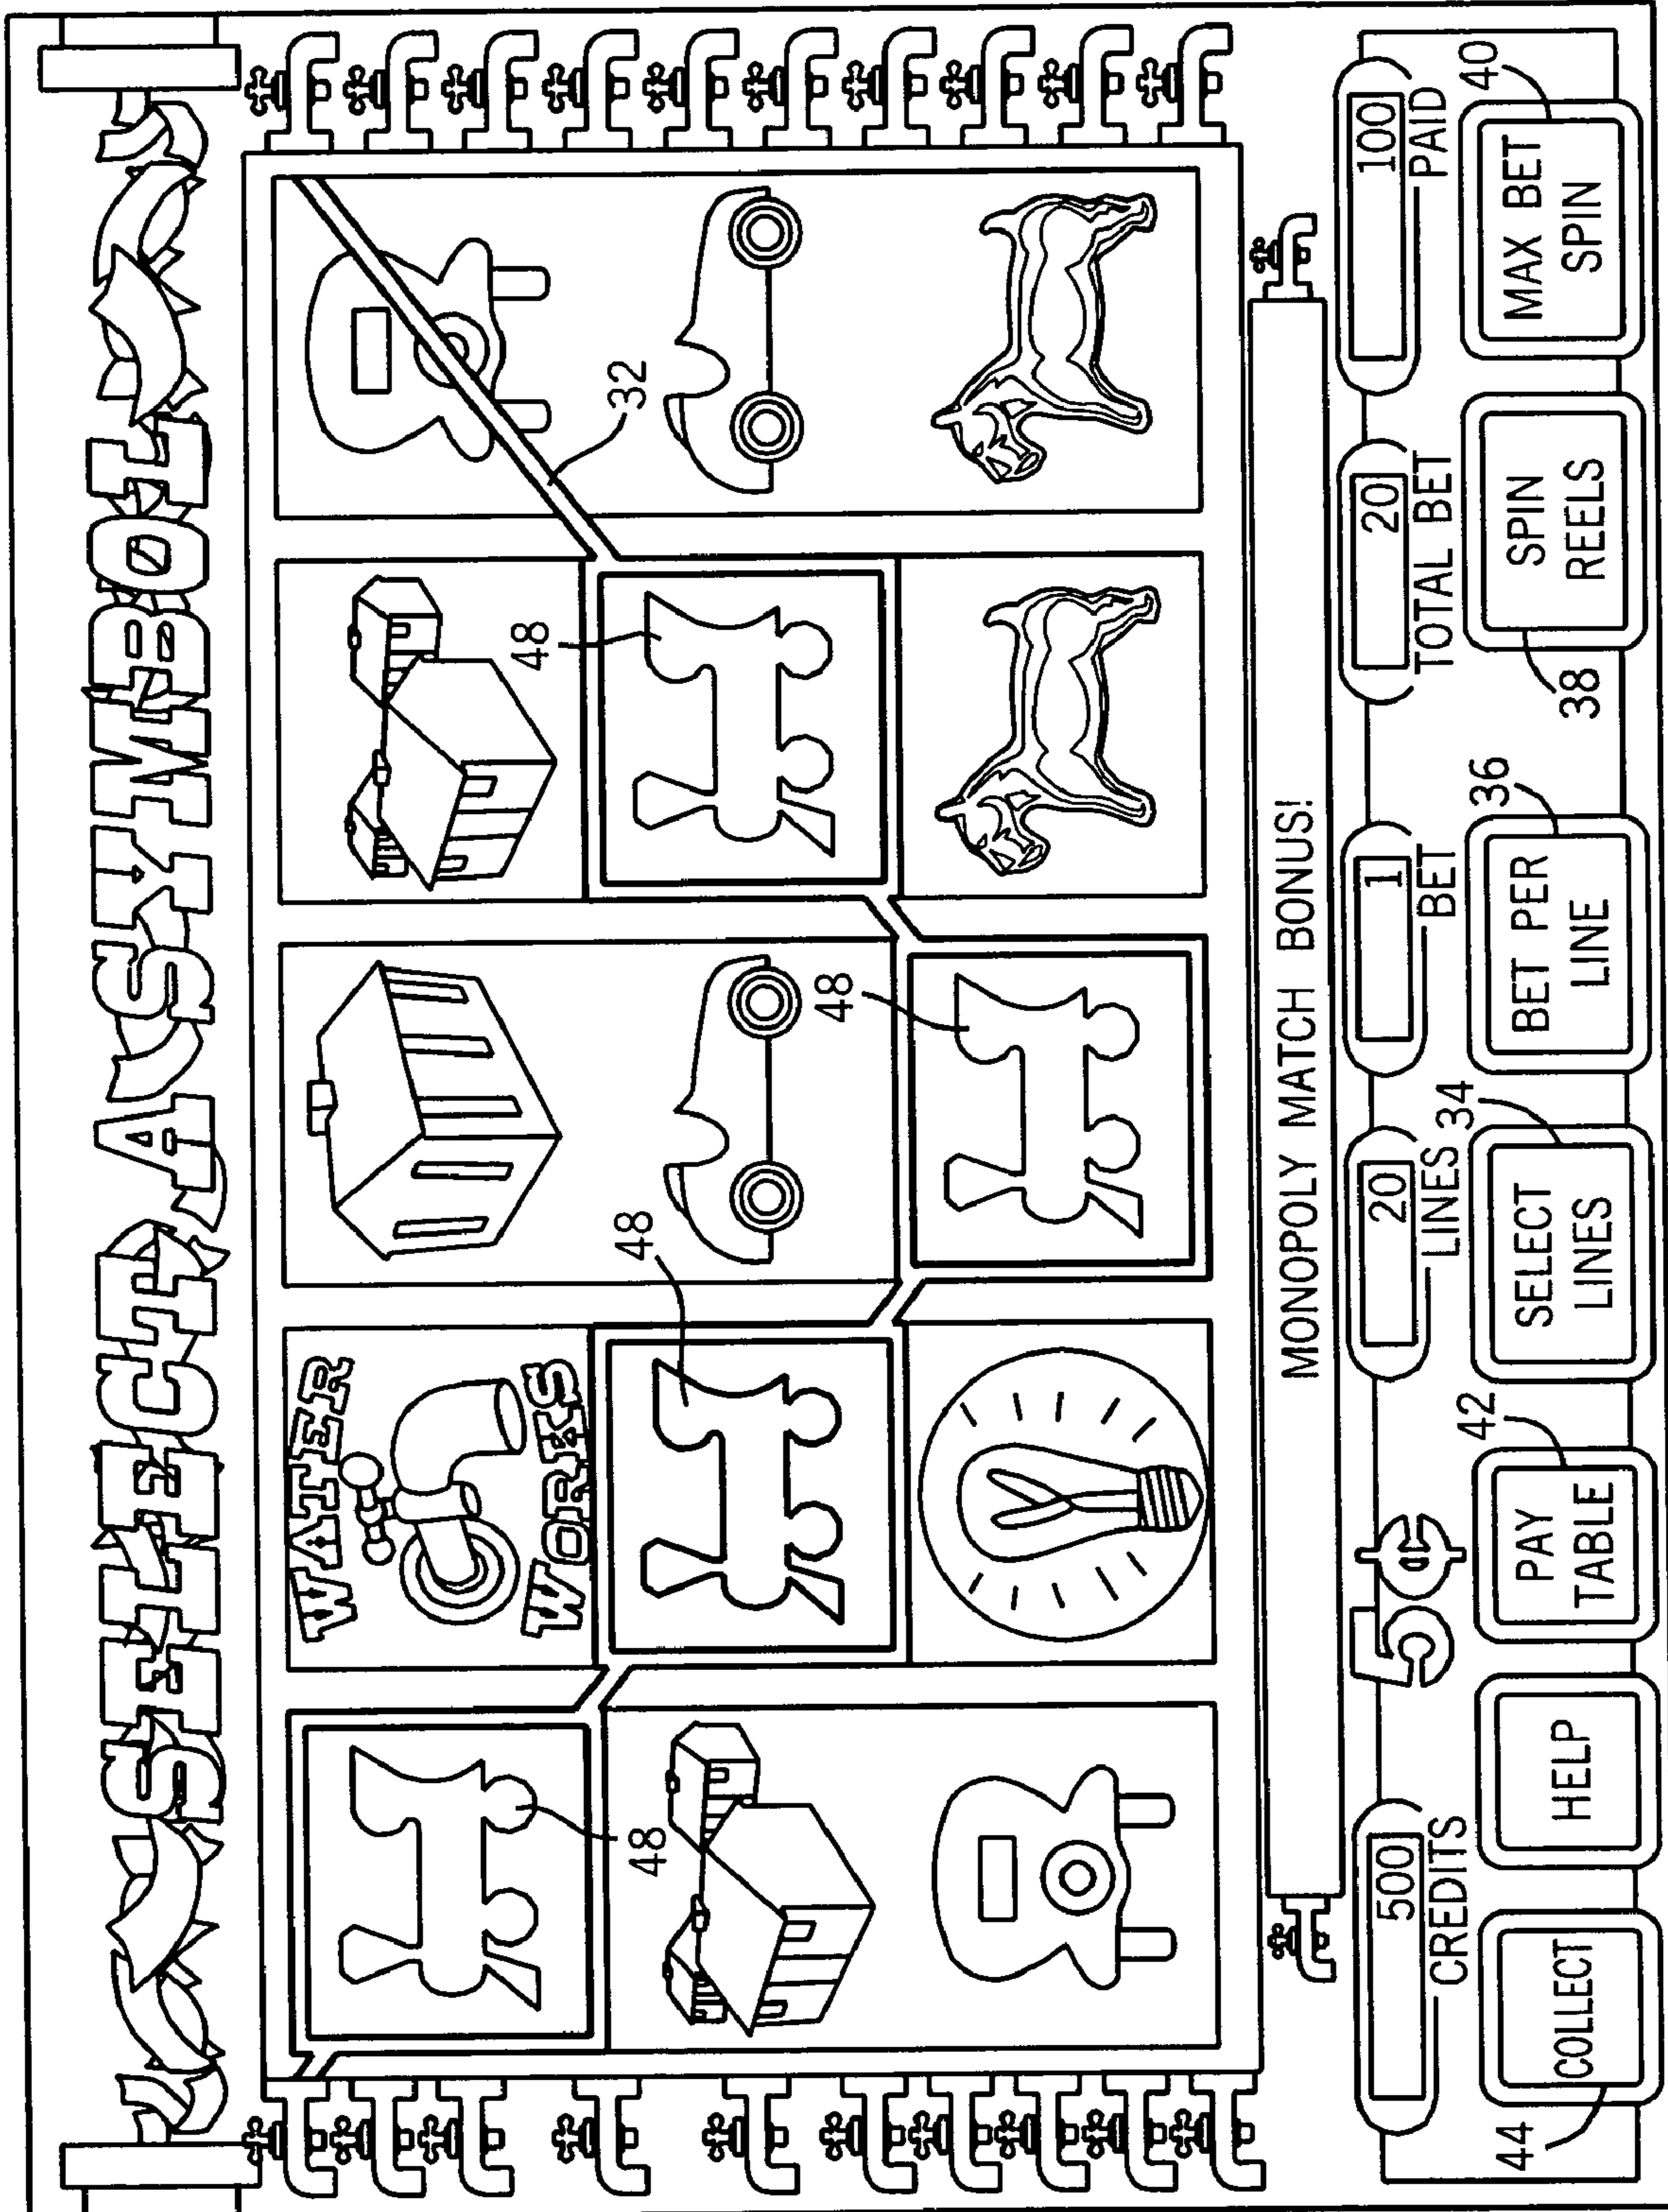 SELECT A SYMBOL
WATER
WORKS
48
48
48
48
32
MONOPOLY MATCH BONUS!
500
CREDITS
5¢
20
LINES
1
BET
20
TOTAL BET
100
PAID
44
COLLECT
HELP
42
PAY
TABLE
34
SELECT
LINES
36
BET PER
LINE
38
SPIN
REELS
40
MAX BET
SPIN